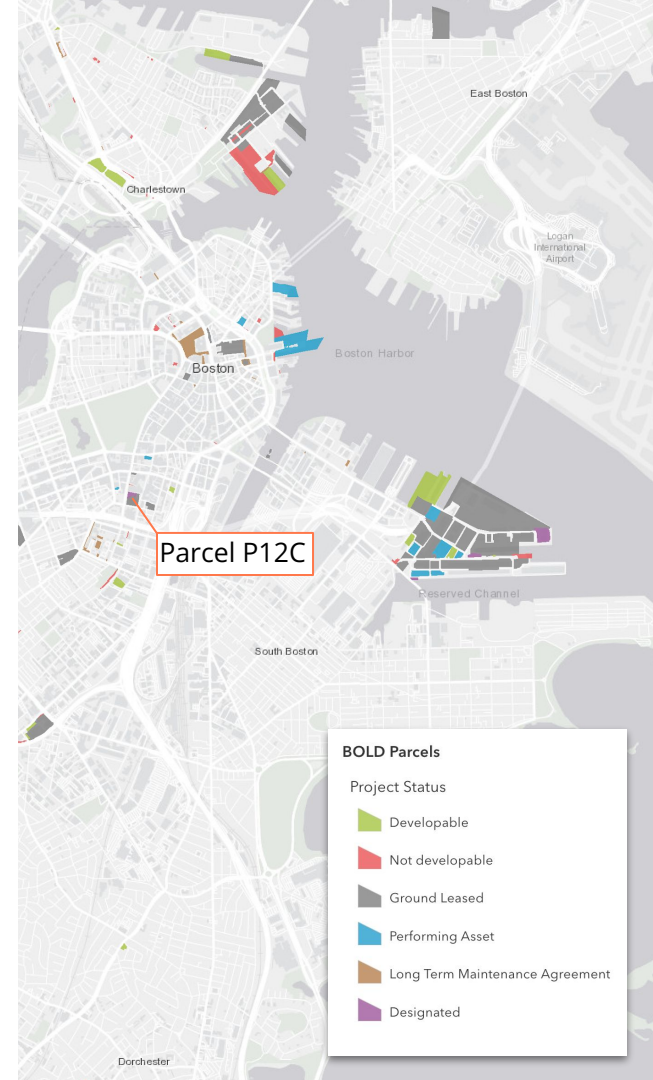 East Boston
Charlestown
Logan
International
Airport
Boston Harbor
Boston
Parcel P12C
Reserved Channel
South Boston
BOLD Parcels
Project Status
Developable
Not developable
Ground Leased
Performing Asset
Long Term Maintenance Agreement
Designated
Dorchester